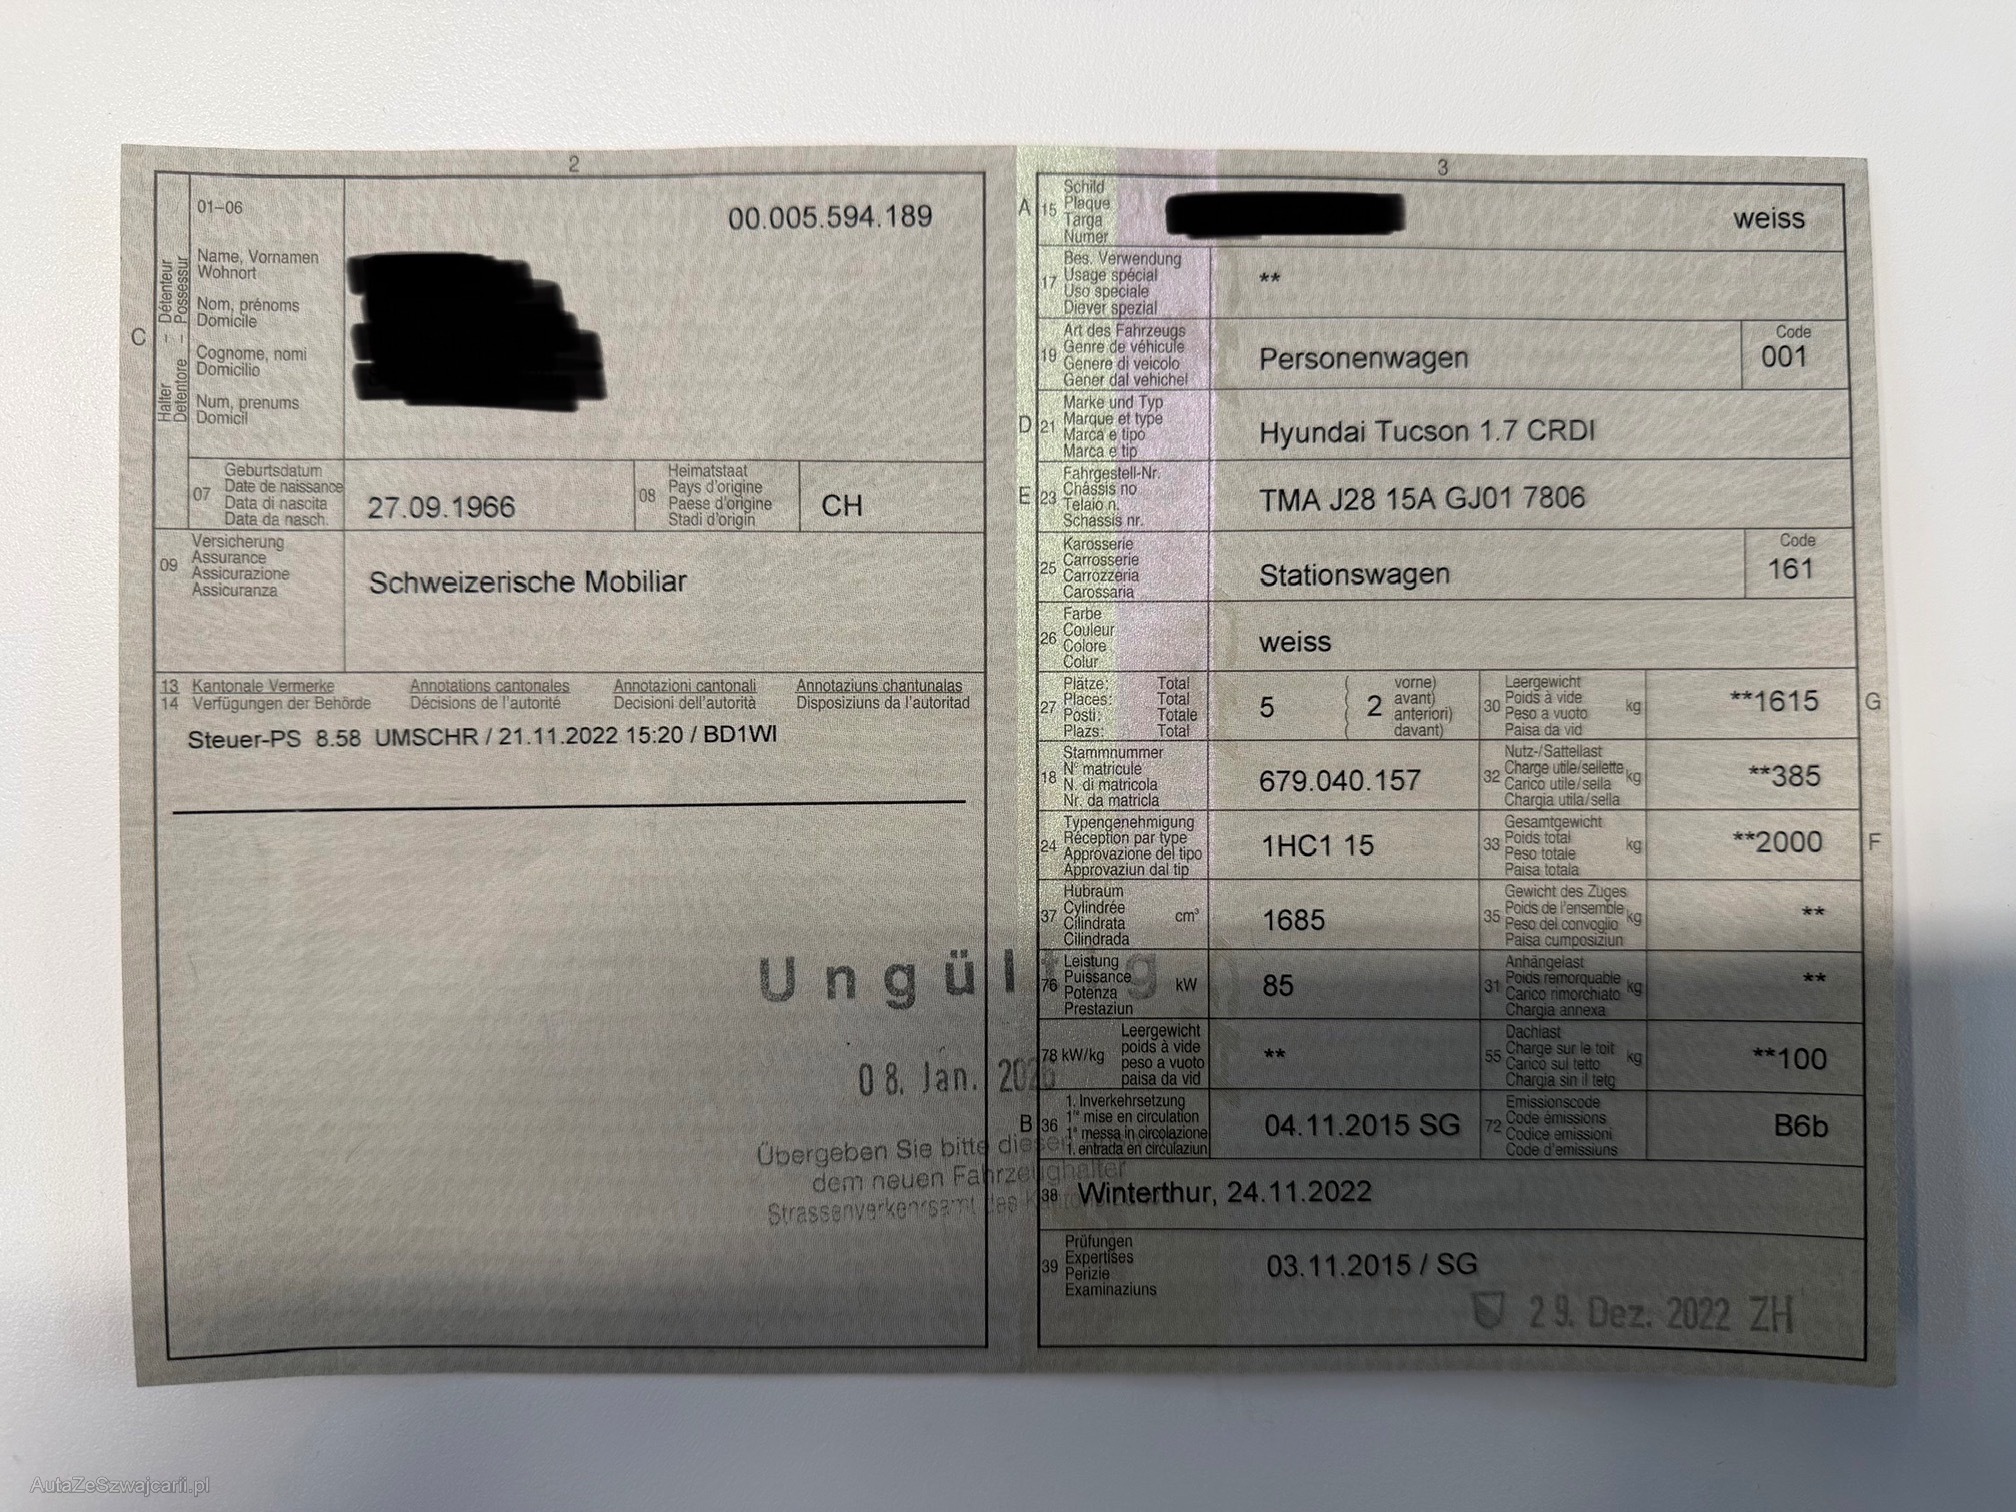 2
01–06
00.005.594.189
Halter – Détenteur
Detentore – Possessur
C
Name, Vornamen
Wohnort
Nom, prénoms
Domicile
Cognome, nomi
Domicilio
Num, prenums
Domicil
07
Geburtsdatum
Date de naissance
Data di nascita
Data da nasch.
27.09.1966
08
Heimatstaat
Pays d'origine
Paese d'origine
Stadi d'origin
CH
09
Versicherung
Assurance
Assicurazione
Assicuranza
Schweizerische Mobiliar
13 Kantonale Vermerke Annotations cantonales Annotazioni cantonali Annotaziuns chantunalas
14 Verfügungen der Behörde Décisions de l'autorité Decisioni dell'autorità Disposiziuns da l'autoritad
Steuer-PS 8.58 UMSCHR / 21.11.2022 15:20 / BD1WI
Ungültig
08. Jan.
Übergeben Sie bitte diesen
dem neuen Fahrzeughalter
Strassenverkehrsamt des
3
A 15
Schild
Plaque
Targa
Numer
weiss
17
Bes. Verwendung
Usage spécial
Uso speciale
Diever spezial
**
19
Art des Fahrzeugs
Genre de véhicule
Genere di veicolo
Gener dal vehichel
Personenwagen
Code
001
D 21
Marke und Typ
Marque et type
Marca e tipo
Marca e tip
Hyundai Tucson 1.7 CRDI
E 23
Fahrgestell-Nr.
Châssis no
Telaio n.
Schassis nr.
TMA J28 15A GJ01 7806
25
Karosserie
Carrosserie
Carrozzeria
Carossaria
Stationswagen
Code
161
26
Farbe
Couleur
Colore
Colur
weiss
27
Plätze: Total
Places: Total
Posti: Totale
Plazs: Total
5
( 2 vorne)
( avant)
( anteriori)
( davant)
30
Leergewicht
Poids à vide
Peso a vuoto
Paisa da vid
kg
**1615
G
18
Stammnummer
N° matricule
N. di matricola
Nr. da matricla
679.040.157
32
Nutz-/Sattellast
Charge utile/sellette
Carico utile/sella
Chargia utila/sella
kg
**385
24
Typengenehmigung
Réception par type
Approvazione del tipo
Approvaziun dal tip
1HC1 15
33
Gesamtgewicht
Poids total
Peso totale
Paisa totala
kg
**2000
F
37
Hubraum
Cylindrée
Cilindrata
Cilindrada
cm³
1685
35
Gewicht des Zuges
Poids de l'ensemble
Peso del convoglio
Paisa cumposiziun
kg
**
76
Leistung
Puissance
Potenza
Prestaziun
kW
85
31
Anhängelast
Poids remorquable
Carico rimorchiato
Chargia annexa
kg
**
78 kW/kg
Leergewicht
poids à vide
peso a vuoto
paisa da vid
**
55
Dachlast
Charge sur le toit
Carico sul tetto
Chargia sin il tetg
kg
**100
B 36
1. Inverkehrsetzung
1re mise en circulation
1a messa in circolazione
1. entrada en circulaziun
04.11.2015 SG
72
Emissionscode
Code émissions
Codice emissioni
Code d'emissiuns
B6b
38 Winterthur, 24.11.2022
39
Prüfungen
Expertises
Perizie
Examinaziuns
03.11.2015 / SG
29. Dez. 2022 ZH
AutaZeSzwajcarii.pl